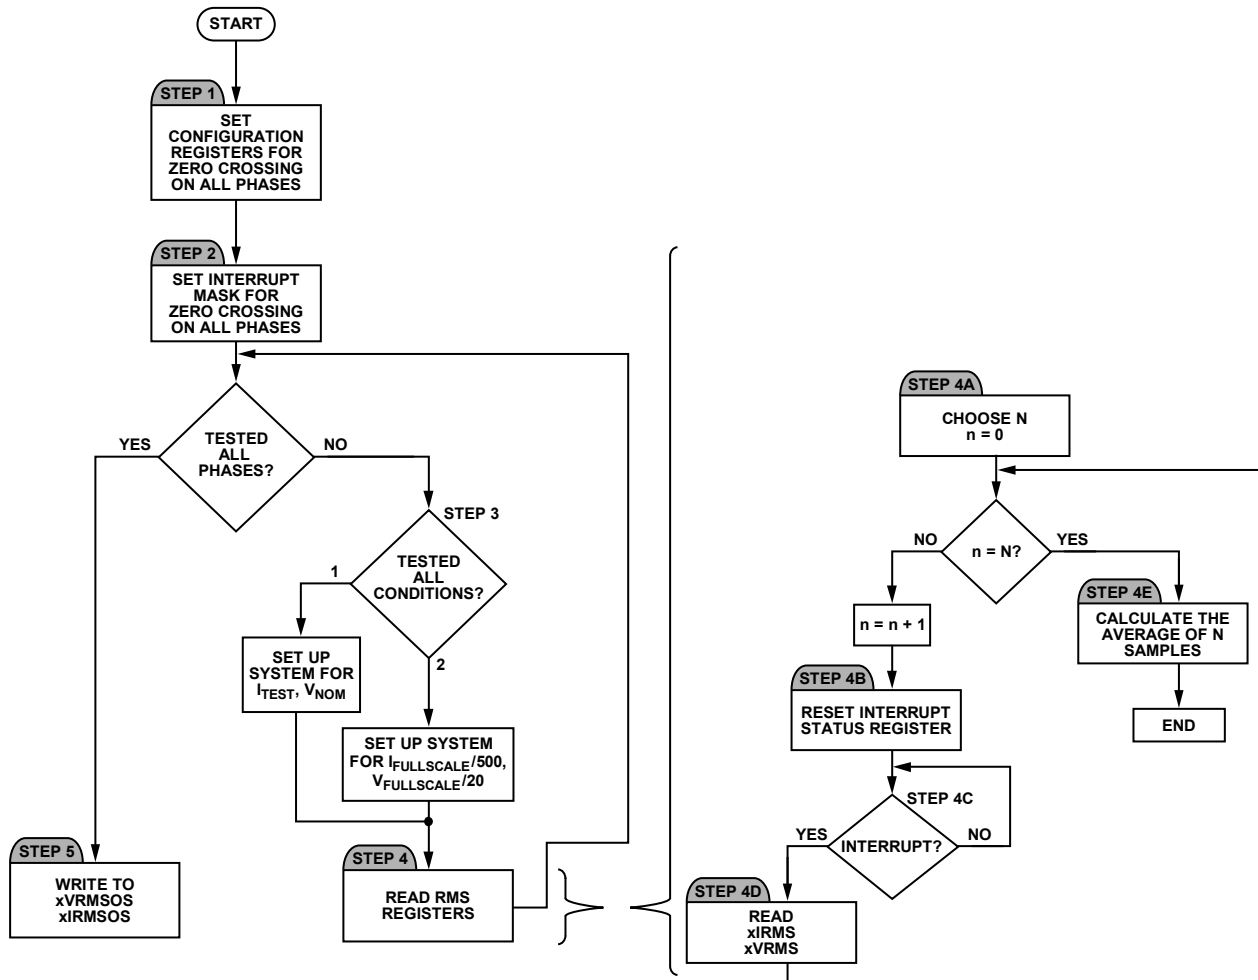 START
STEP 1
SET
CONFIGURATION
REGISTERS FOR
ZERO CROSSING
ON ALL PHASES
STEP 2
SET INTERRUPT
MASK FOR
ZERO CROSSING
ON ALL PHASES
YES
TESTED
ALL
PHASES?
NO
STEP 3
1
TESTED
ALL
CONDITIONS?
2
SET UP
SYSTEM FOR
ITEST, VNOM
SET UP SYSTEM
FOR IFULLSCALE/500,
VFULLSCALE/20
STEP 5
WRITE TO
xVRMSOS
xIRMSOS
STEP 4
READ RMS
REGISTERS
STEP 4A
CHOOSE N
n = 0
NO
n = N?
YES
n = n + 1
STEP 4E
CALCULATE THE
AVERAGE OF N
SAMPLES
END
STEP 4B
RESET INTERRUPT
STATUS REGISTER
STEP 4C
YES
INTERRUPT?
NO
STEP 4D
READ
xIRMS
xVRMS